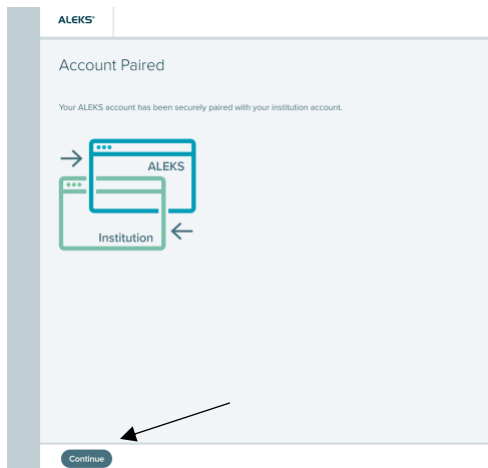 ALEKS®
Account Paired
Your ALEKS account has been securely paired with your institution account.
ALEKS
Institution
Continue